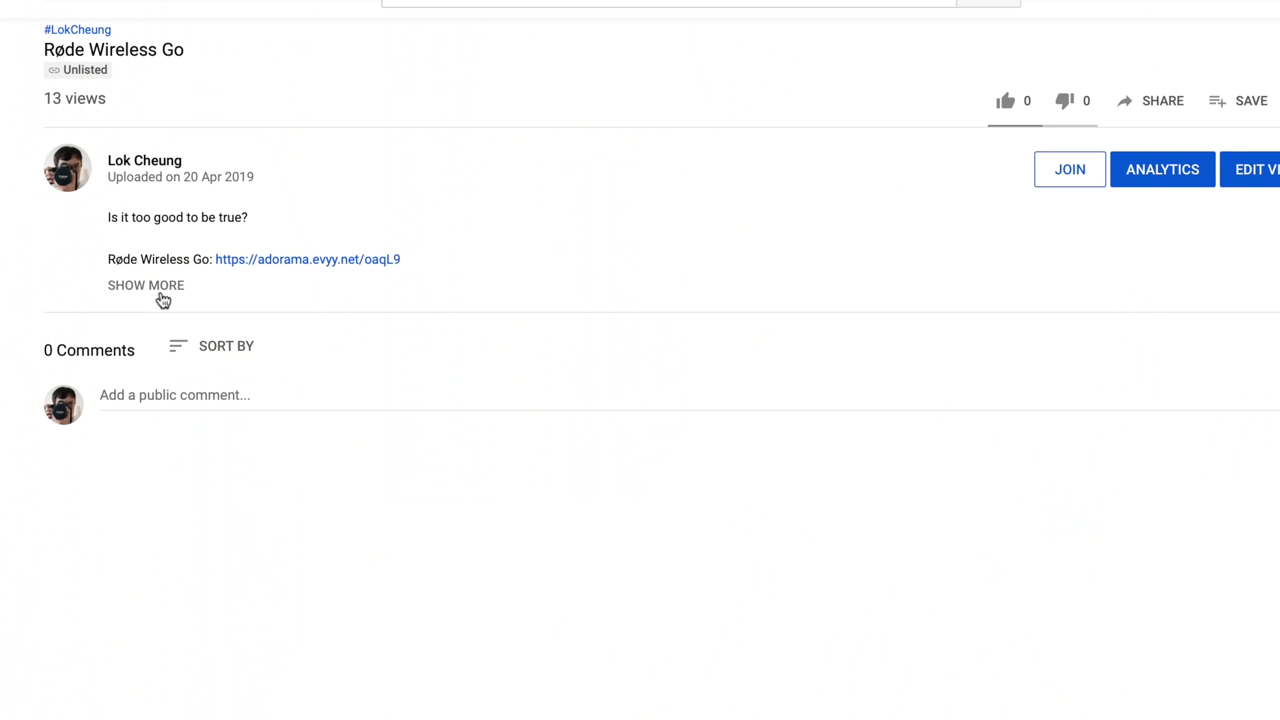 #LokCheung
Røde Wireless Go
Unlisted
13 views
0 0 SHARE SAVE
Lok Cheung
Uploaded on 20 Apr 2019
JOIN ANALYTICS EDIT VI
Is it too good to be true?
Røde Wireless Go: https://adorama.evyy.net/oaqL9
SHOW MORE
0 Comments SORT BY
Add a public comment...